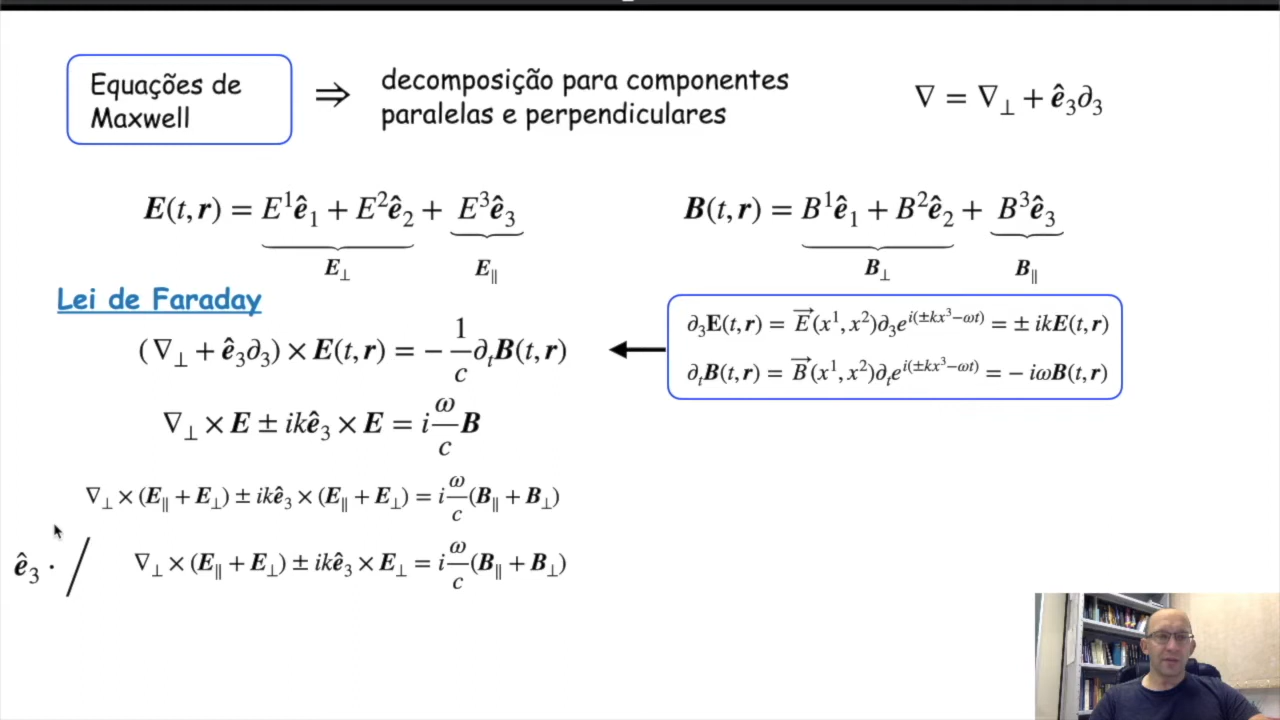 Equações de
Maxwell
⇒
decomposição para componentes
paralelas e perpendiculares
∇ = ∇⊥ + ê₃∂₃
E(t, r) = E¹ê₁ + E²ê₂ + E³ê₃
E⊥ E∥
B(t, r) = B¹ê₁ + B²ê₂ + B³ê₃
B⊥ B∥
Lei de Faraday
(∇⊥ + ê₃∂₃) × E(t, r) = − 1/c ∂ₜB(t, r)
∂₃E(t, r) = E⃗(x¹, x²)∂₃e^{i(±kx³−ωt)} = ± ikE(t, r)
∂ₜB(t, r) = B⃗(x¹, x²)∂ₜe^{i(±kx³−ωt)} = − iωB(t, r)
∇⊥ × E ± ikê₃ × E = i ω/c B
∇⊥ × (E∥ + E⊥) ± ikê₃ × (E∥ + E⊥) = i ω/c (B∥ + B⊥)
ê₃ · / ∇⊥ × (E∥ + E⊥) ± ikê₃ × E⊥ = i ω/c (B∥ + B⊥)